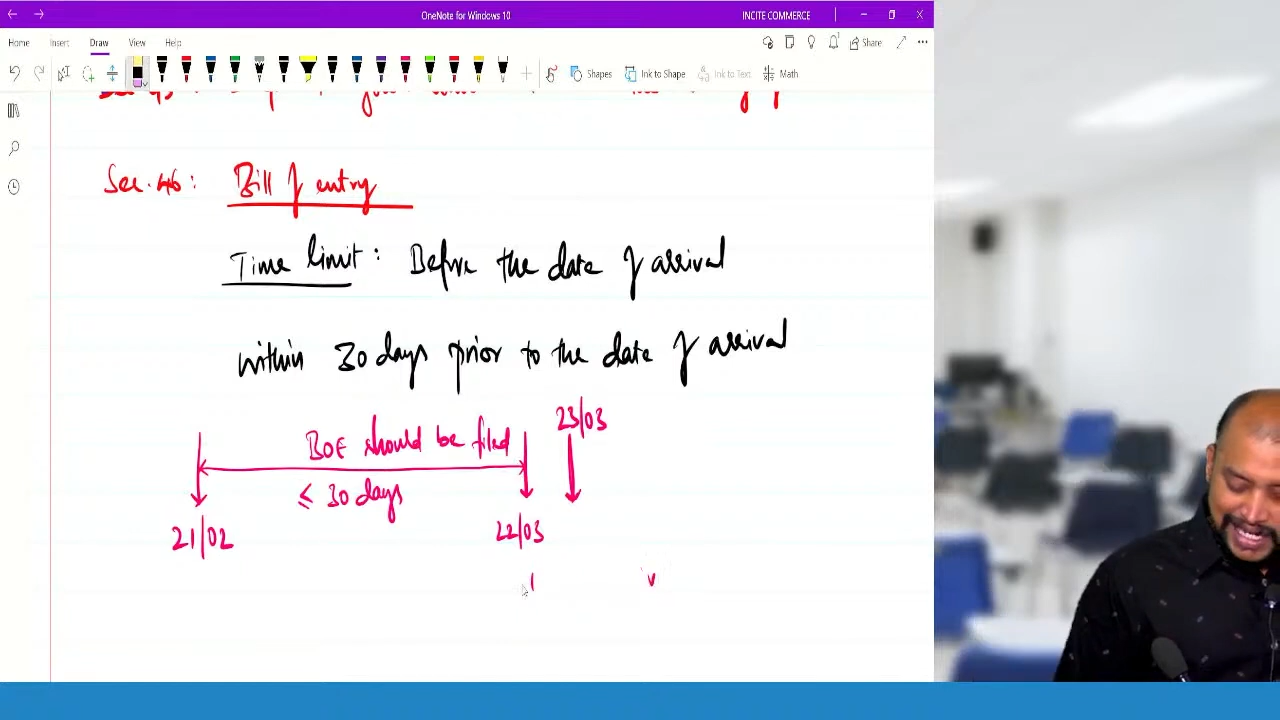 OneNote for Windows 10
INCITE COMMERCE
Home Insert Draw View Help
Share
Shapes Ink to Shape Ink to Text Math
Sec. 46: Bill of entry
Time limit: Before the date of arrival
within 30 days prior to the date of arrival
23/03
BOE should be filed
≤ 30 days
21/02
22/03